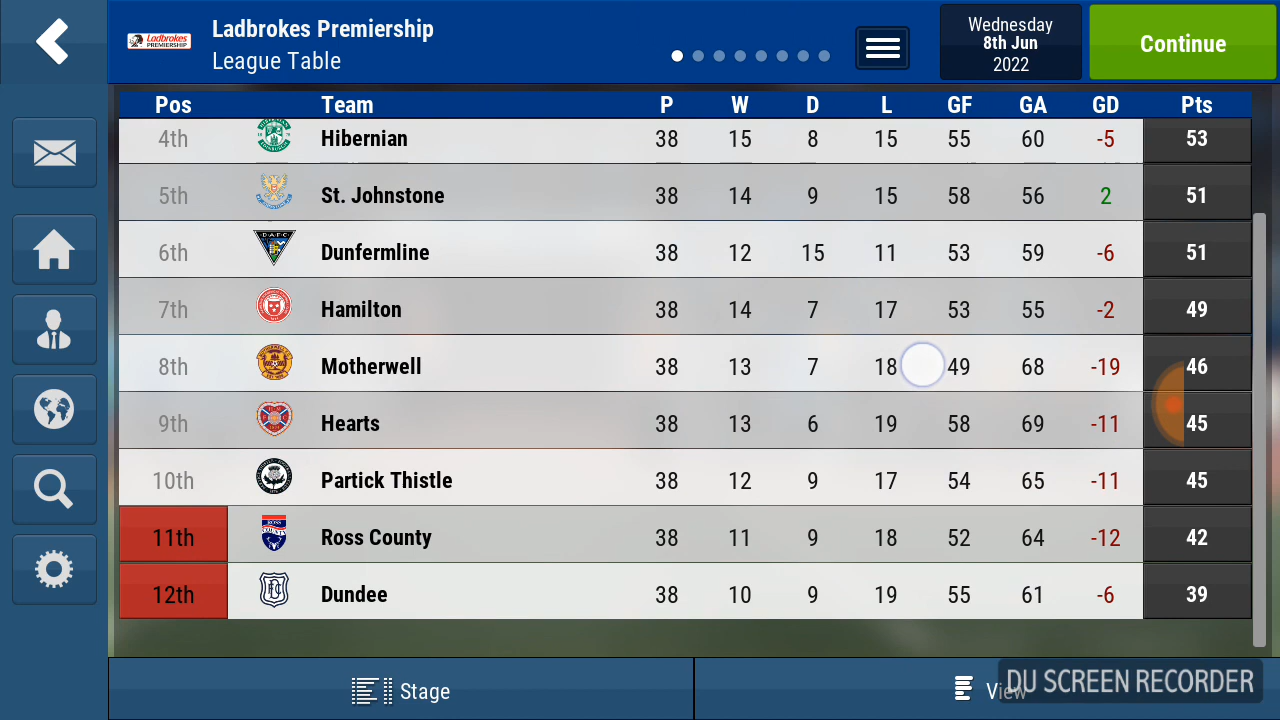 Ladbrokes Premiership
League Table
LADBROKES PREMIERSHIP
Wednesday
8th Jun
2022
Continue
Pos Team P W D L GF GA GD Pts
4th Hibernian 38 15 8 15 55 60 -5 53
5th St. Johnstone 38 14 9 15 58 56 2 51
6th Dunfermline 38 12 15 11 53 59 -6 51
7th Hamilton 38 14 7 17 53 55 -2 49
8th Motherwell 38 13 7 18 49 68 -19 46
9th Hearts 38 13 6 19 58 69 -11 45
10th Partick Thistle 38 12 9 17 54 65 -11 45
11th Ross County 38 11 9 18 52 64 -12 42
12th Dundee 38 10 9 19 55 61 -6 39
Stage
View
DU SCREEN RECORDER